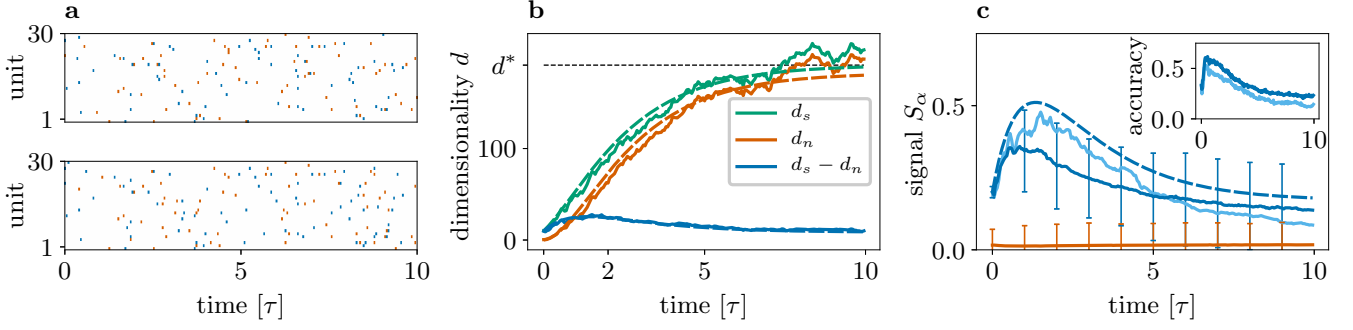 a
30
unit
1
30
unit
1
0
5
10
time [τ]
b
d*
100
0
dimensionality d
d_s
d_n
d_s − d_n
0
2
5
10
time [τ]
c
0.5
0.0
signal S_α
accuracy
0.5
0.0
0
10
0
5
10
time [τ]